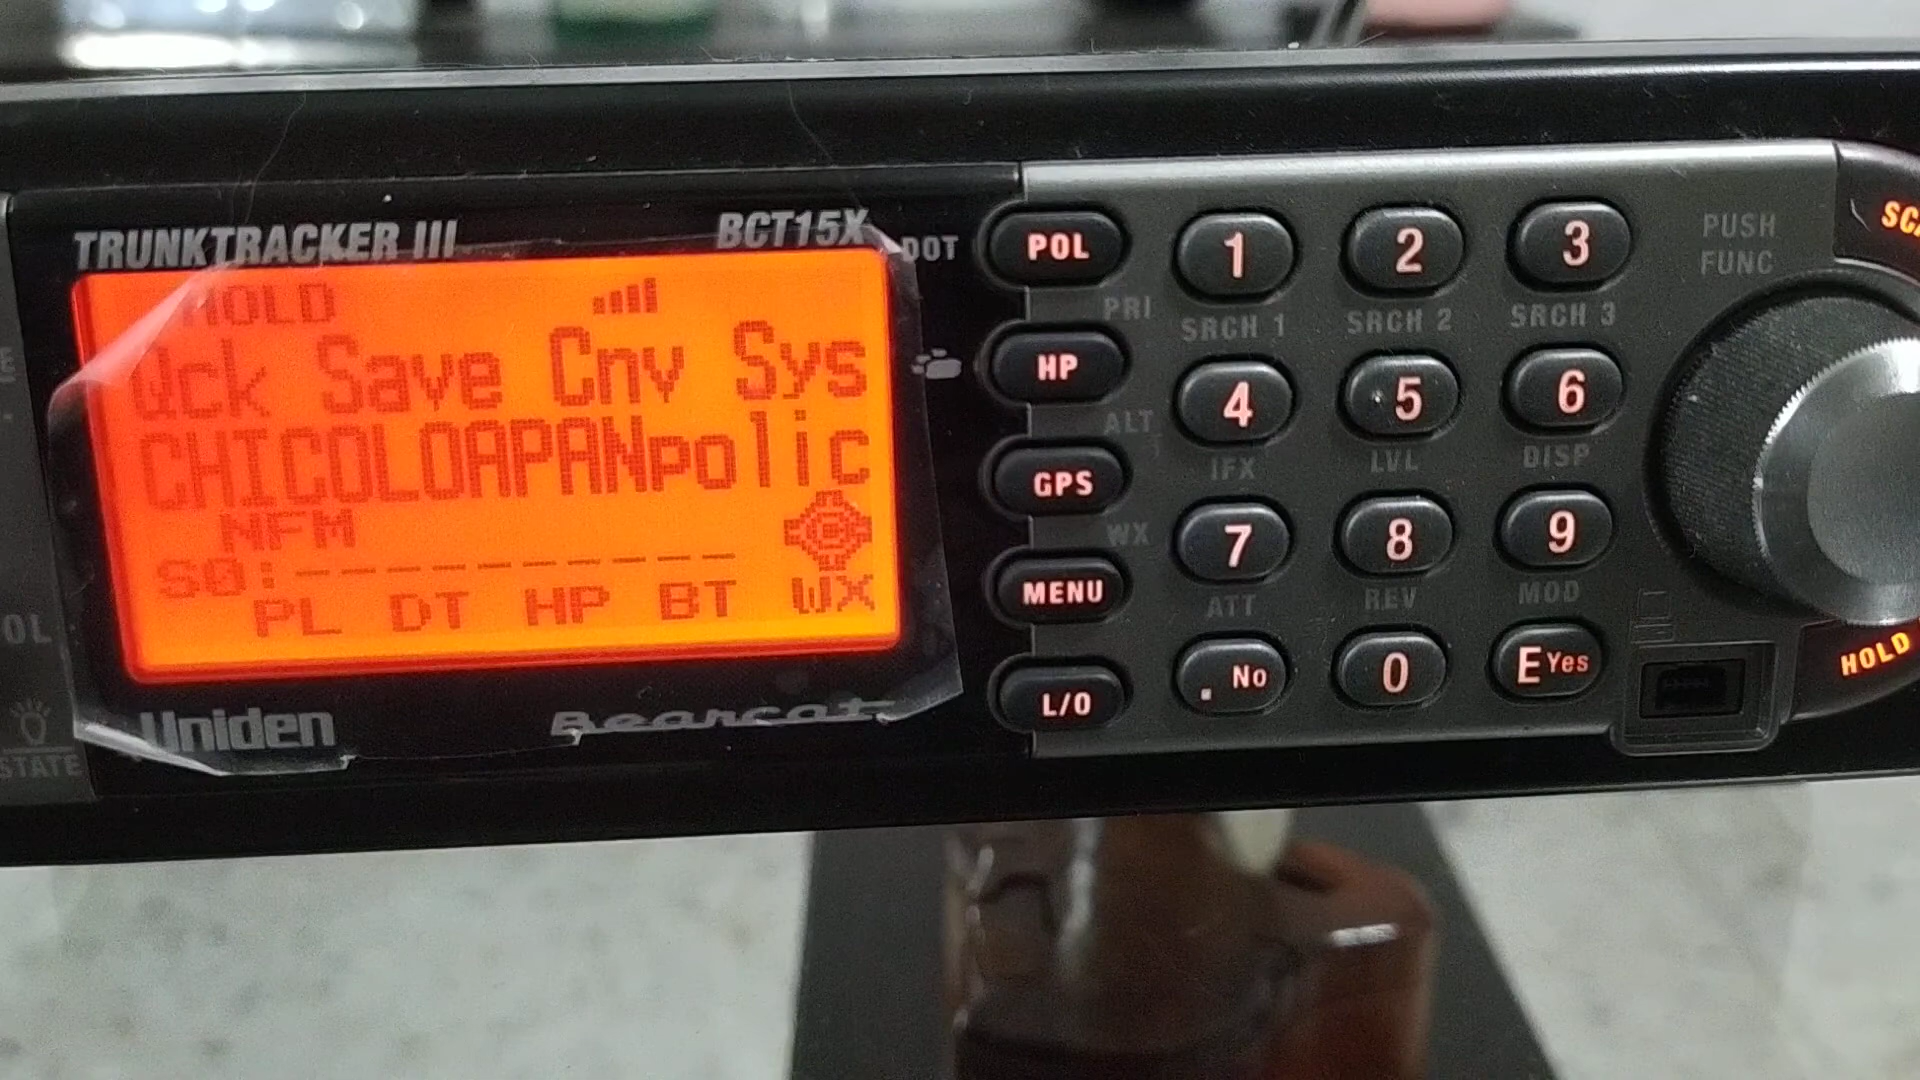 TRUNKTRACKER III BCT15X
HOLD
Qck Save Cnv Sys
CHICOLOAPANpolic
NFM
S0:----------
PL DT HP BT WX
Uniden Bearcat
DOT
POL
PRI
HP
ALT
GPS
WX
MENU
L/O
1 2 3
SRCH 1 SRCH 2 SRCH 3
4 5 6
IFX LVL DISP
7 8 9
ATT REV MOD
. No 0 E Yes
PUSH
FUNC
HOLD
STATE